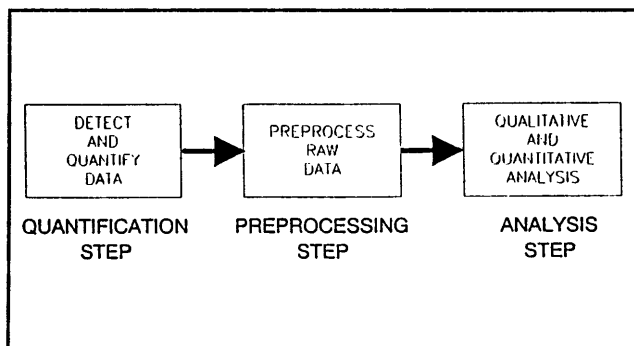 DETECT
AND
QUANTIFY
DATA
PREPROCESS
RAW
DATA
QUALITATIVE
AND
QUANTITATIVE
ANALYSIS
QUANTIFICATION
STEP
PREPROCESSING
STEP
ANALYSIS
STEP